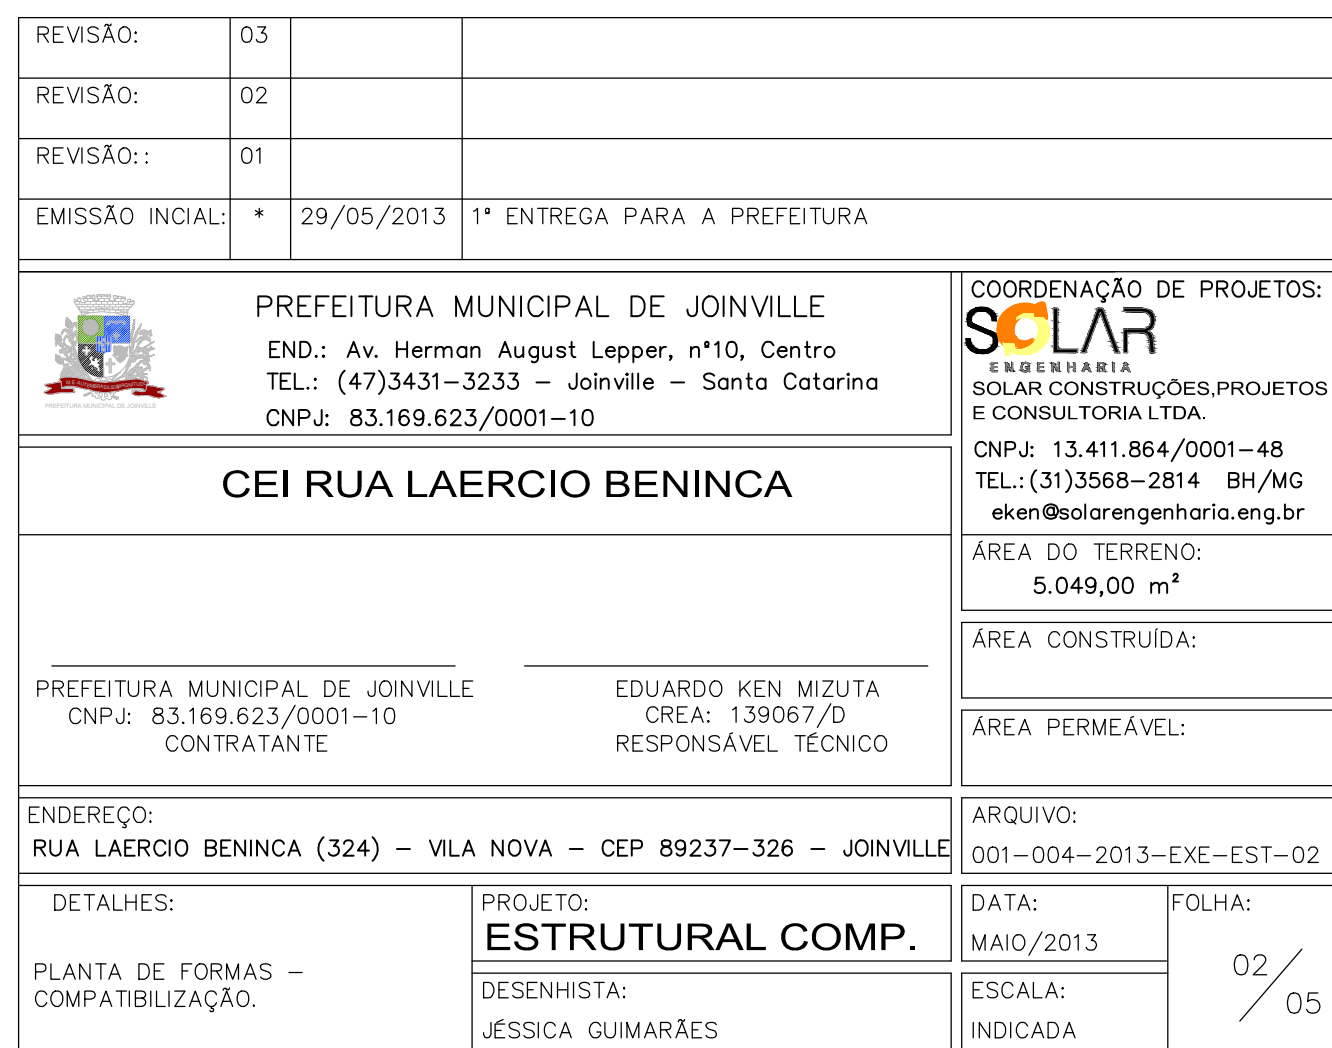 REVISÃO: 03
REVISÃO: 02
REVISÃO:: 01
EMISSÃO INCIAL: * 29/05/2013 1ª ENTREGA PARA A PREFEITURA
PREFEITURA MUNICIPAL DE JOINVILLE
END.: Av. Herman August Lepper, nº10, Centro
TEL.: (47)3431-3233 - Joinville - Santa Catarina
CNPJ: 83.169.623/0001-10
PREFEITURA MUNICIPAL DE JOINVILLE
COORDENAÇÃO DE PROJETOS:
SOLAR
ENGENHARIA
SOLAR CONSTRUÇÕES,PROJETOS
E CONSULTORIA LTDA.
CNPJ: 13.411.864/0001-48
TEL.:(31)3568-2814 BH/MG
eken@solarengenharia.eng.br
CEI RUA LAERCIO BENINCA
ÁREA DO TERRENO:
5.049,00 m²
ÁREA CONSTRUÍDA:
ÁREA PERMEÁVEL:
PREFEITURA MUNICIPAL DE JOINVILLE
CNPJ: 83.169.623/0001-10
CONTRATANTE
EDUARDO KEN MIZUTA
CREA: 139067/D
RESPONSÁVEL TÉCNICO
ENDEREÇO:
RUA LAERCIO BENINCA (324) - VILA NOVA - CEP 89237-326 - JOINVILLE
ARQUIVO:
001-004-2013-EXE-EST-02
DETALHES:
PLANTA DE FORMAS -
COMPATIBILIZAÇÃO.
PROJETO:
ESTRUTURAL COMP.
DESENHISTA:
JÉSSICA GUIMARÃES
DATA:
MAIO/2013
ESCALA:
INDICADA
FOLHA:
02/05